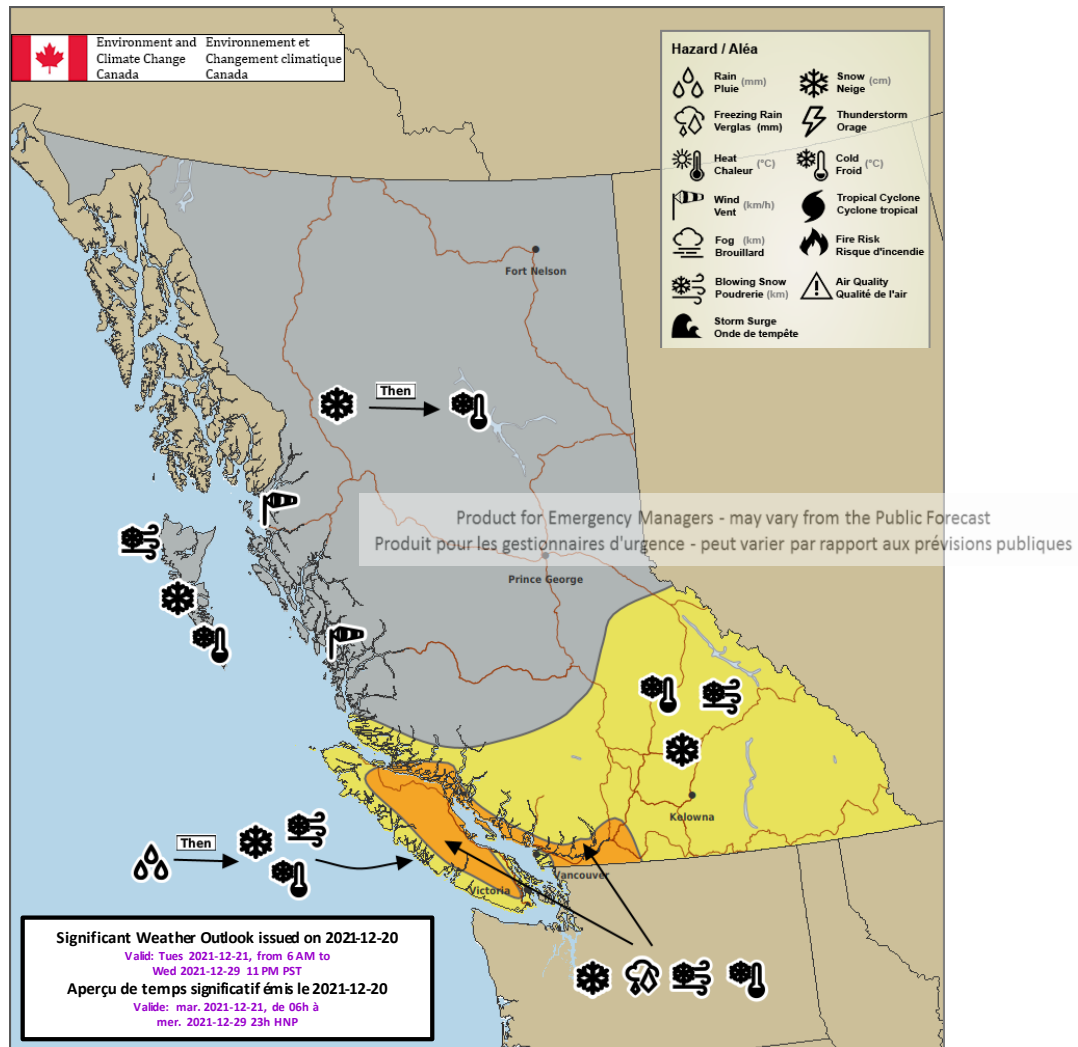 Environment and Environnement et
Climate Change Changement climatique
Canada Canada
Hazard / Aléa
Rain (mm)
Pluie
Snow (cm)
Neige
Freezing Rain
Verglas (mm)
Thunderstorm
Orage
Heat (°C)
Chaleur
Cold (°C)
Froid
Wind (km/h)
Vent
Tropical Cyclone
Cyclone tropical
Fog (km)
Brouillard
Fire Risk
Risque d'incendie
Blowing Snow
Poudrerie (km)
Air Quality
Qualité de l'air
Storm Surge
Onde de tempête
Fort Nelson
Then
Product for Emergency Managers - may vary from the Public Forecast
Produit pour les gestionnaires d'urgence - peut varier par rapport aux prévisions publiques
Prince George
Kelowna
Then
Vancouver
Victoria
Significant Weather Outlook issued on 2021-12-20
Valid: Tues 2021-12-21, from 6 AM to
Wed 2021-12-29 11 PM PST
Aperçu de temps significatif émis le 2021-12-20
Valide: mar. 2021-12-21, de 06h à
mer. 2021-12-29 23h HNP